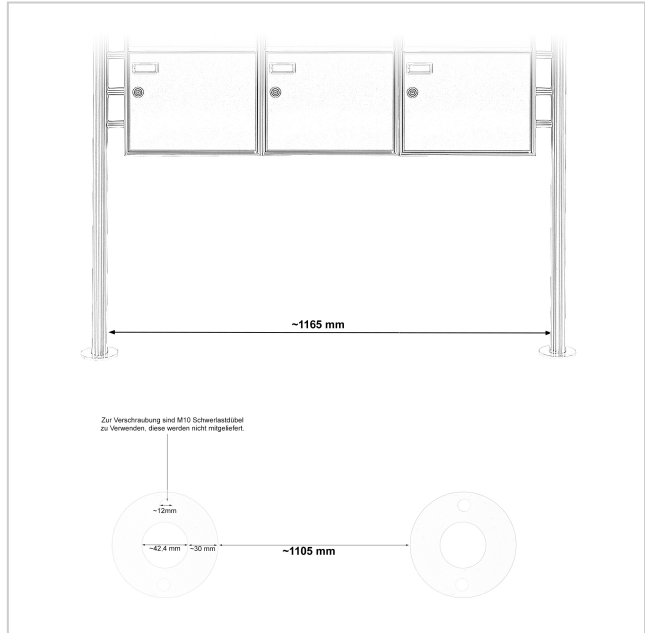 ~1165 mm
Zur Verschraubung sind M10 Schwerlastdübel
zu Verwenden, diese werden nicht mitgeliefert.
~12mm
~42,4 mm
~30 mm
~1105 mm